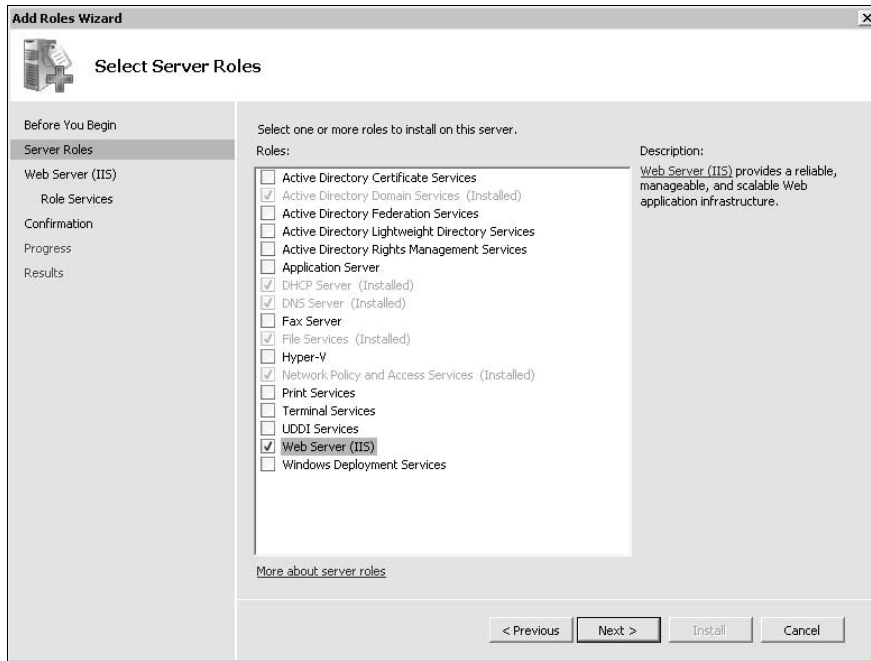 Add Roles Wizard
Select Server Roles
Before You Begin
Server Roles
Web Server (IIS)
Role Services
Confirmation
Progress
Results
Select one or more roles to install on this server.
Roles:
Active Directory Certificate Services
Active Directory Domain Services (Installed)
Active Directory Federation Services
Active Directory Lightweight Directory Services
Active Directory Rights Management Services
Application Server
DHCP Server (Installed)
DNS Server (Installed)
Fax Server
File Services (Installed)
Hyper-V
Network Policy and Access Services (Installed)
Print Services
Terminal Services
UDDI Services
Web Server (IIS)
Windows Deployment Services
More about server roles
Description:
Web Server (IIS) provides a reliable,
manageable, and scalable Web
application infrastructure.
< Previous
Next >
Install
Cancel